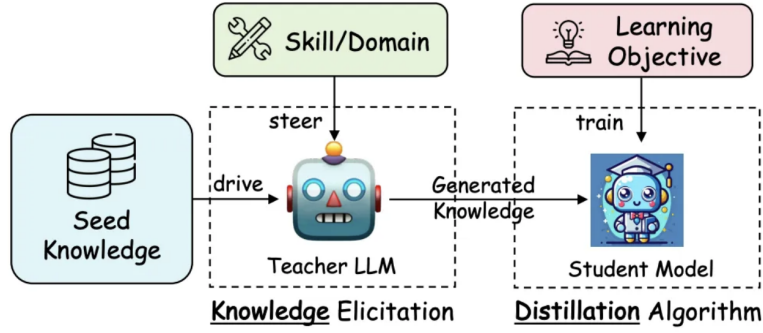 Skill/Domain
Learning
Objective
steer
train
drive
Generated
Knowledge
Seed
Knowledge
Teacher LLM
Student Model
Knowledge Elicitation
Distillation Algorithm